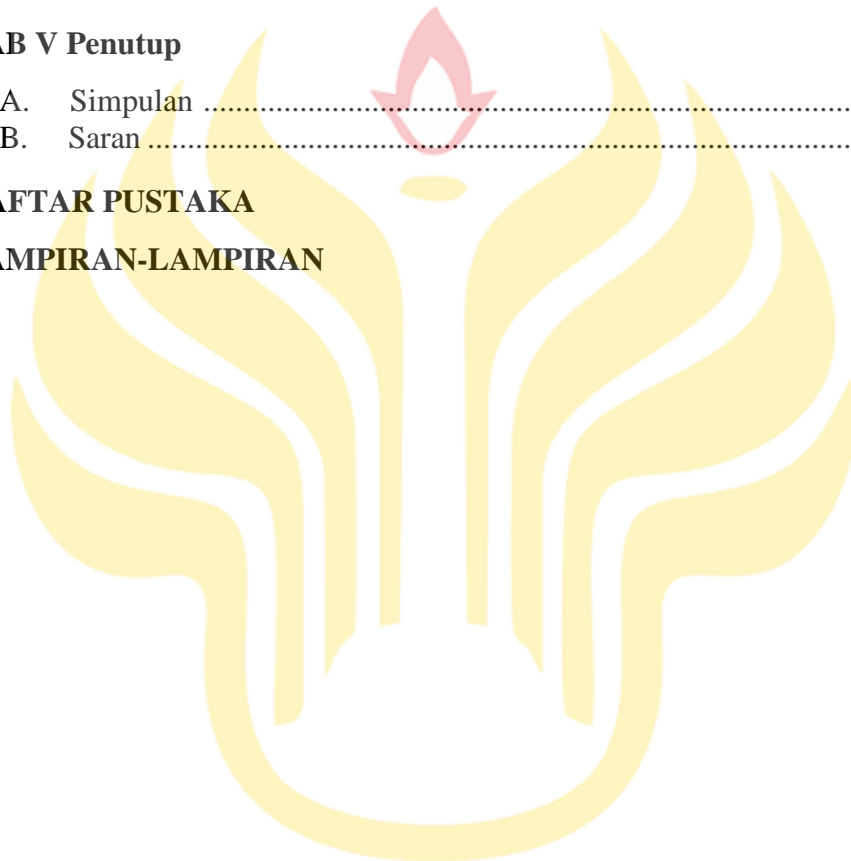 AB V Penutup
A. Simpulan ................................................................................
B. Saran .......................................................................................
AFTAR PUSTAKA
AMPIRAN-LAMPIRAN